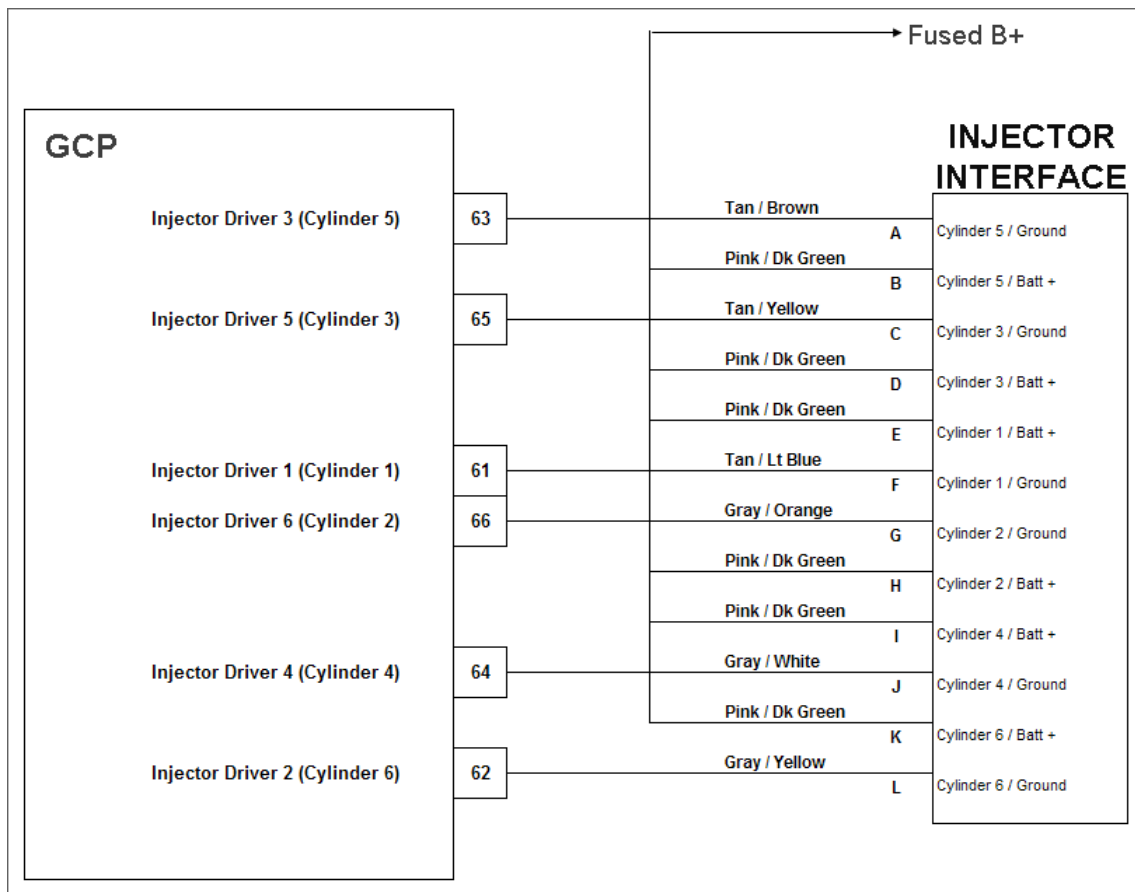 Fused B+
GCP
INJECTOR
INTERFACE
Injector Driver 3 (Cylinder 5) 63 Tan / Brown A Cylinder 5 / Ground
Pink / Dk Green B Cylinder 5 / Batt +
Injector Driver 5 (Cylinder 3) 65 Tan / Yellow C Cylinder 3 / Ground
Pink / Dk Green D Cylinder 3 / Batt +
Pink / Dk Green E Cylinder 1 / Batt +
Injector Driver 1 (Cylinder 1) 61 Tan / Lt Blue F Cylinder 1 / Ground
Injector Driver 6 (Cylinder 2) 66 Gray / Orange G Cylinder 2 / Ground
Pink / Dk Green H Cylinder 2 / Batt +
Pink / Dk Green I Cylinder 4 / Batt +
Injector Driver 4 (Cylinder 4) 64 Gray / White J Cylinder 4 / Ground
Pink / Dk Green K Cylinder 6 / Batt +
Injector Driver 2 (Cylinder 6) 62 Gray / Yellow L Cylinder 6 / Ground